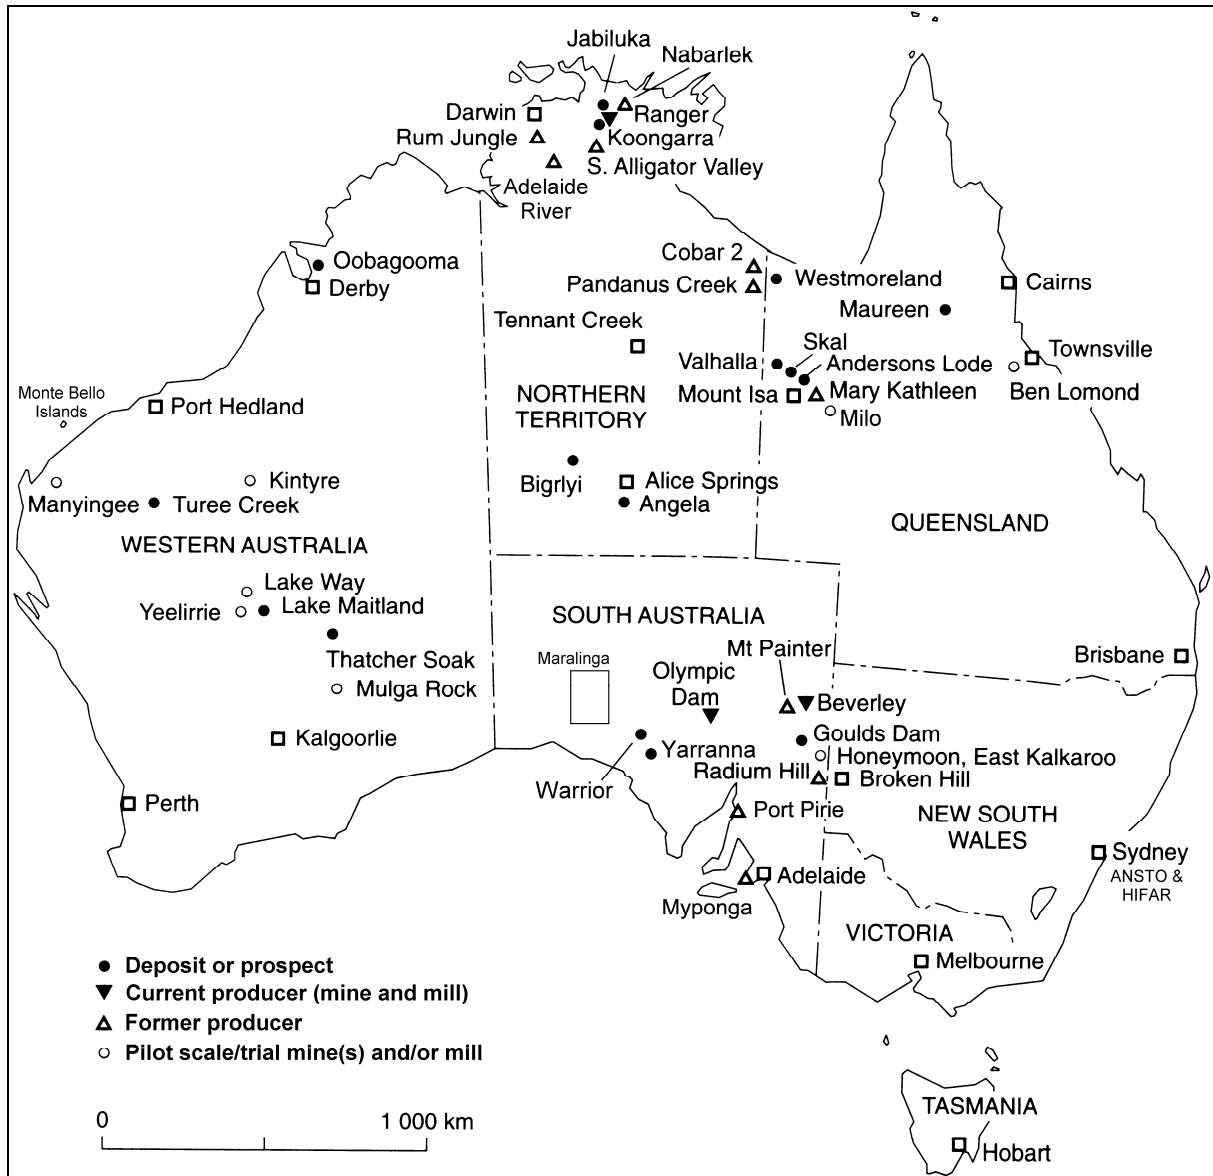 Jabiluka
Nabarlek
Darwin
Ranger
Rum Jungle
Koongarra
S. Alligator Valley
Adelaide
River
Cobar 2
Oobagooma
Pandanus Creek
Westmoreland
Derby
Cairns
Maureen
Tennant Creek
Skal
Valhalla
Andersons Lode
Townsville
Monte Bello
Islands
Port Hedland
NORTHERN
TERRITORY
Mount Isa
Mary Kathleen
Ben Lomond
Milo
Kintyre
Bigrlyi
Alice Springs
Manyingee
Turee Creek
Angela
QUEENSLAND
WESTERN AUSTRALIA
Lake Way
Yeelirrie
Lake Maitland
SOUTH AUSTRALIA
Mt Painter
Brisbane
Thatcher Soak
Maralinga
Olympic
Dam
Mulga Rock
Beverley
Goulds Dam
Kalgoorlie
Yarranna
Honeymoon, East Kalkaroo
Radium Hill
Broken Hill
Warrior
Perth
Port Pirie
NEW SOUTH
WALES
Sydney
ANSTO &
HIFAR
Adelaide
Myponga
VICTORIA
Melbourne
Deposit or prospect
Current producer (mine and mill)
Former producer
Pilot scale/trial mine(s) and/or mill
0 1 000 km
TASMANIA
Hobart